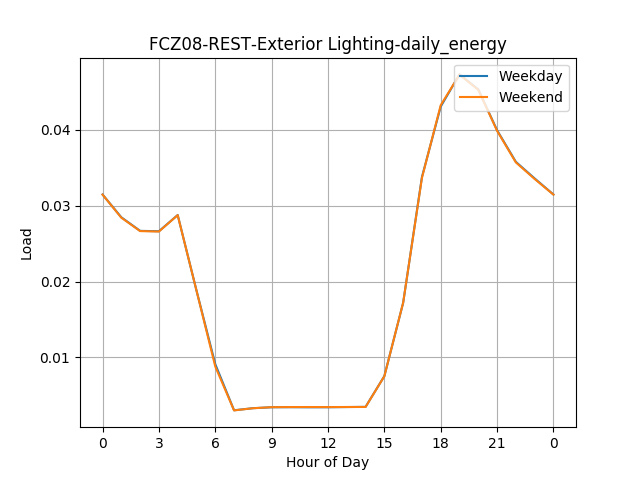 FCZ08-REST-Exterior Lighting-daily_energy
Weekday
Weekend
0.04
0.03
0.02
0.01
Load
0 3 6 9 12 15 18 21 0
Hour of Day